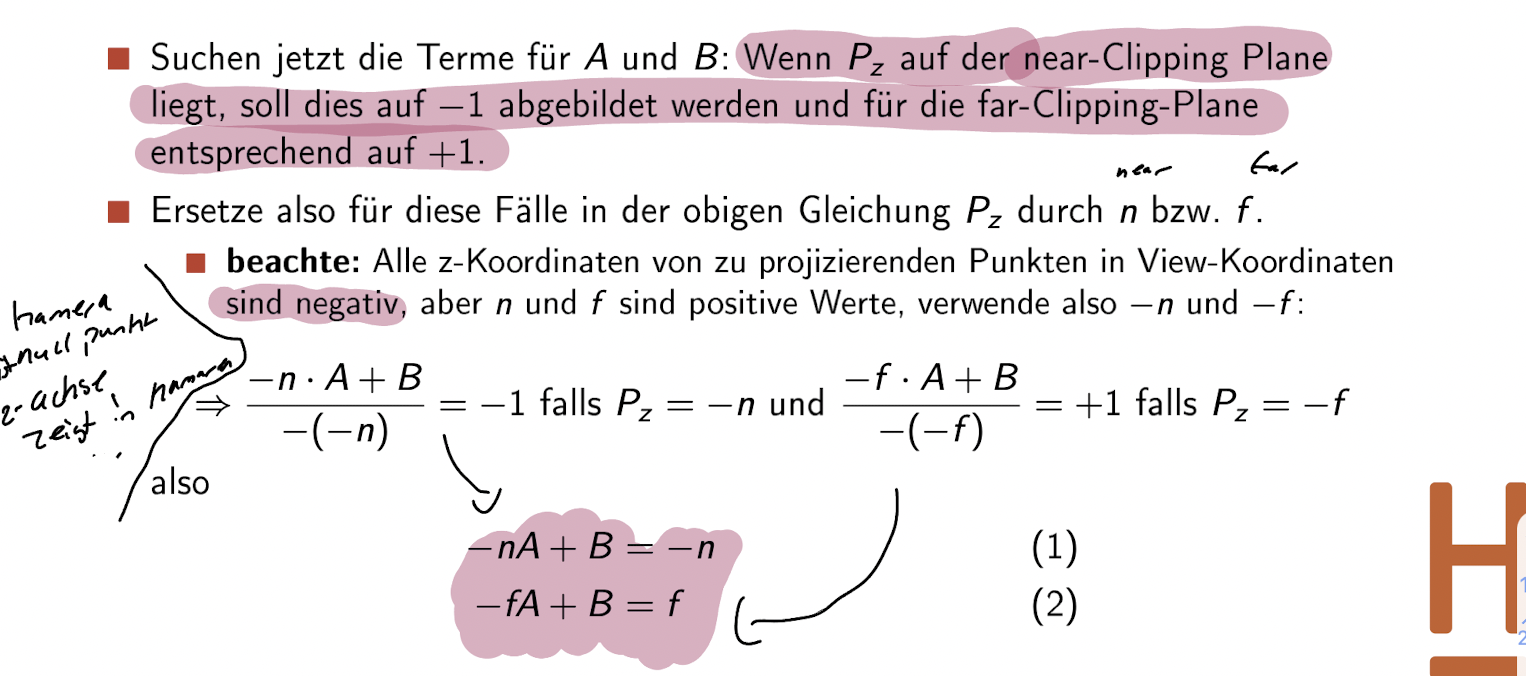 Suchen jetzt die Terme für A und B: Wenn P_z auf der near-Clipping Plane
liegt, soll dies auf −1 abgebildet werden und für die far-Clipping-Plane
entsprechend auf +1.
near far
Ersetze also für diese Fälle in der obigen Gleichung P_z durch n bzw. f.
beachte: Alle z-Koordinaten von zu projizierenden Punkten in View-Koordinaten
sind negativ, aber n und f sind positive Werte, verwende also −n und −f:
kamera
null punkt
z-achse
zeigt in kamera
...
⇒ (−n · A + B)/(−(−n)) = −1 falls P_z = −n und (−f · A + B)/(−(−f)) = +1 falls P_z = −f
also
−nA + B = −n (1)
−fA + B = f (2)
H